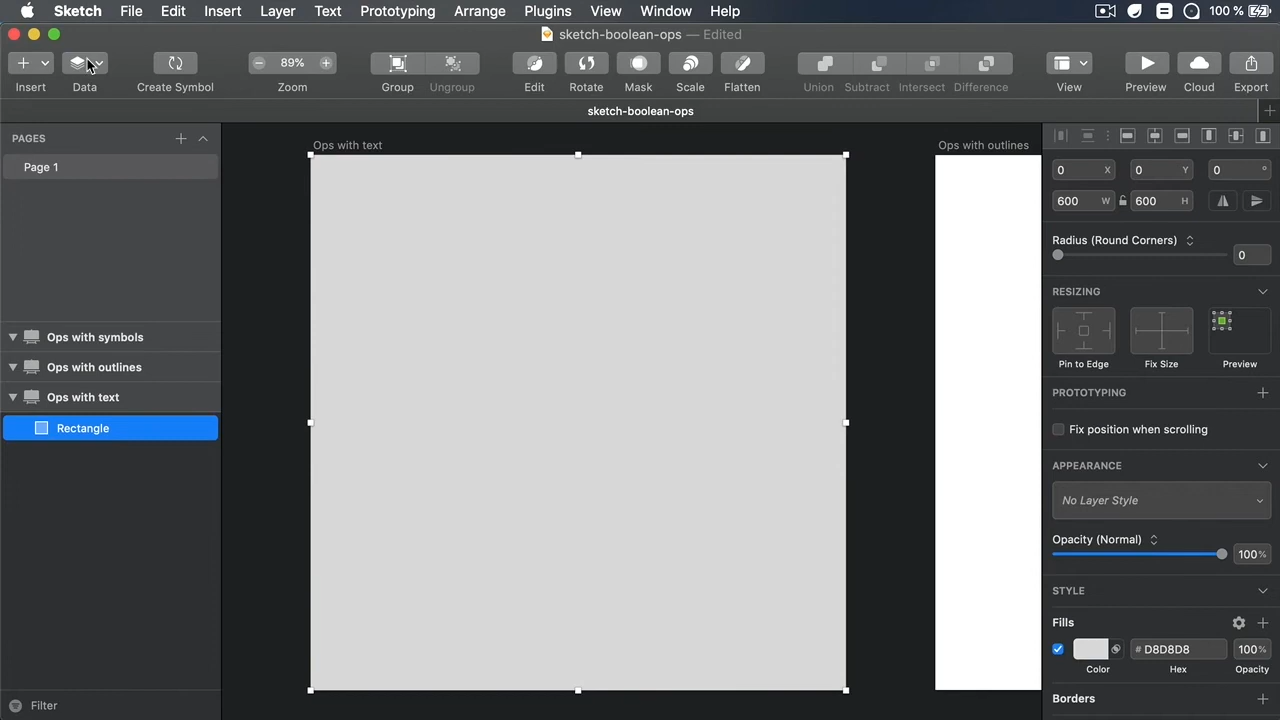 Sketch File Edit Insert Layer Text Prototyping Arrange Plugins View Window Help 100 %
sketch-boolean-ops — Edited
89%
Insert Data Create Symbol Zoom Group Ungroup Edit Rotate Mask Scale Flatten Union Subtract Intersect Difference View Preview Cloud Export
sketch-boolean-ops
PAGES
Page 1
Ops with symbols
Ops with outlines
Ops with text
Rectangle
Filter
Ops with text
Ops with outlines
0 X 0 Y 0 °
600 W 600 H
Radius (Round Corners)
0
RESIZING
Pin to Edge Fix Size Preview
PROTOTYPING
Fix position when scrolling
APPEARANCE
No Layer Style
Opacity (Normal)
100%
STYLE
Fills
# D8D8D8 100%
Color Hex Opacity
Borders